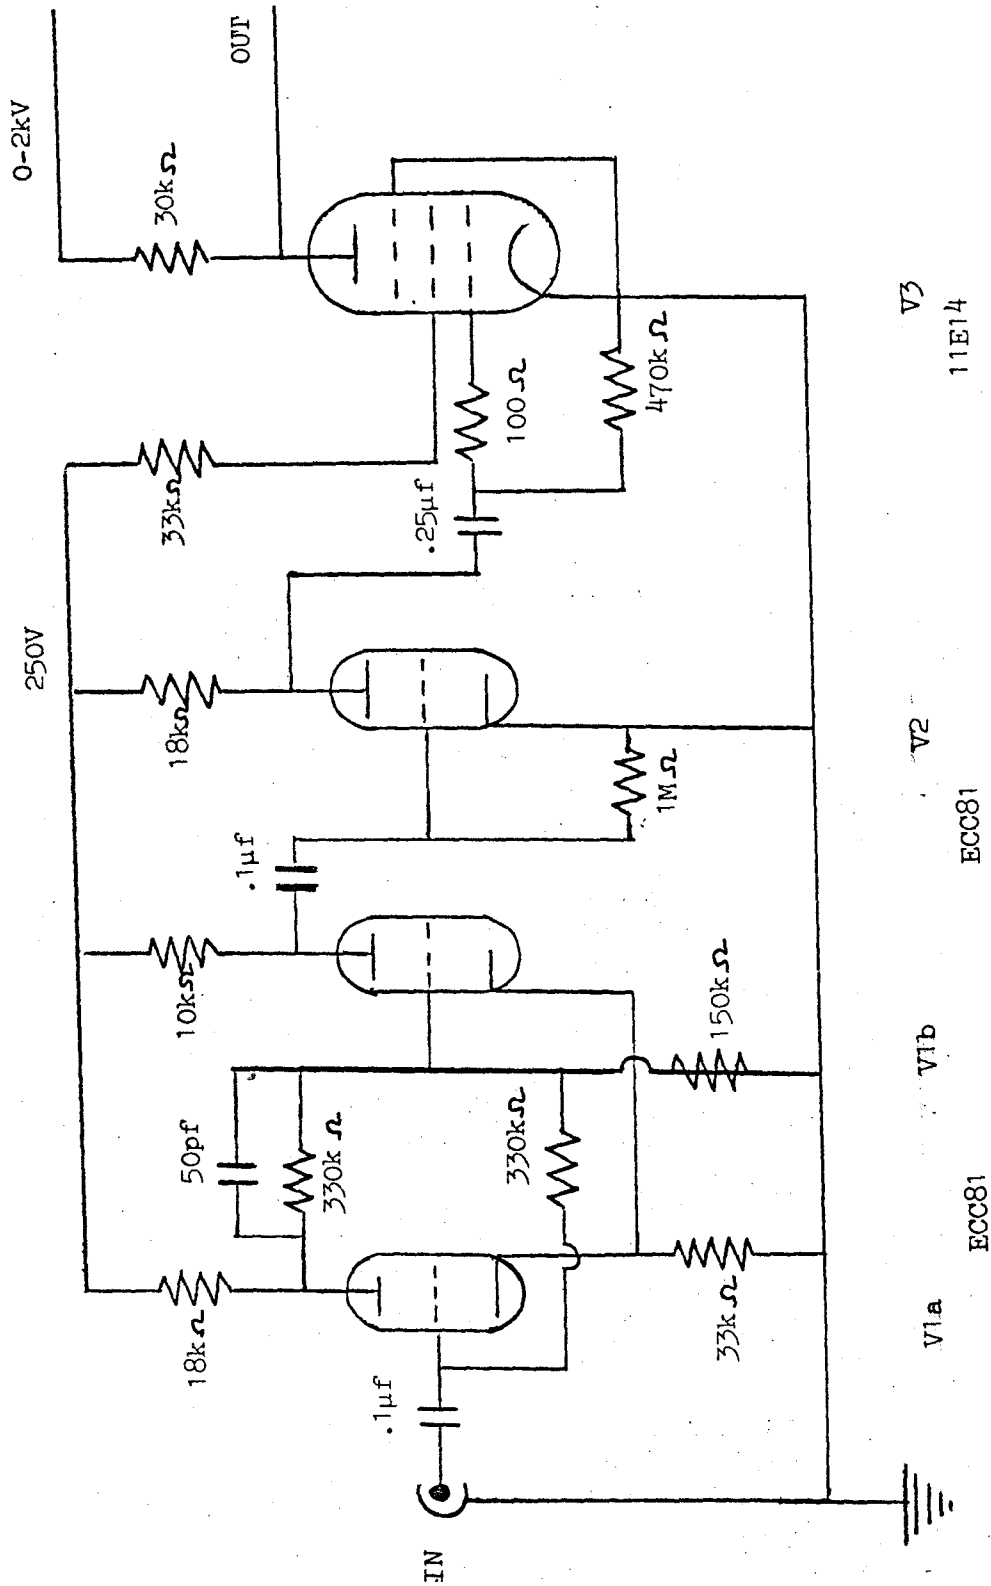 0-2kV
OUT
30kΩ
250V
33kΩ
18kΩ
10kΩ
18kΩ
.25µf
100Ω
470kΩ
.1µf
1MΩ
50pf
330kΩ
330kΩ
150kΩ
.1µf
33kΩ
IN
V1a
V1b
V2
V3
ECC81
ECC81
11E14